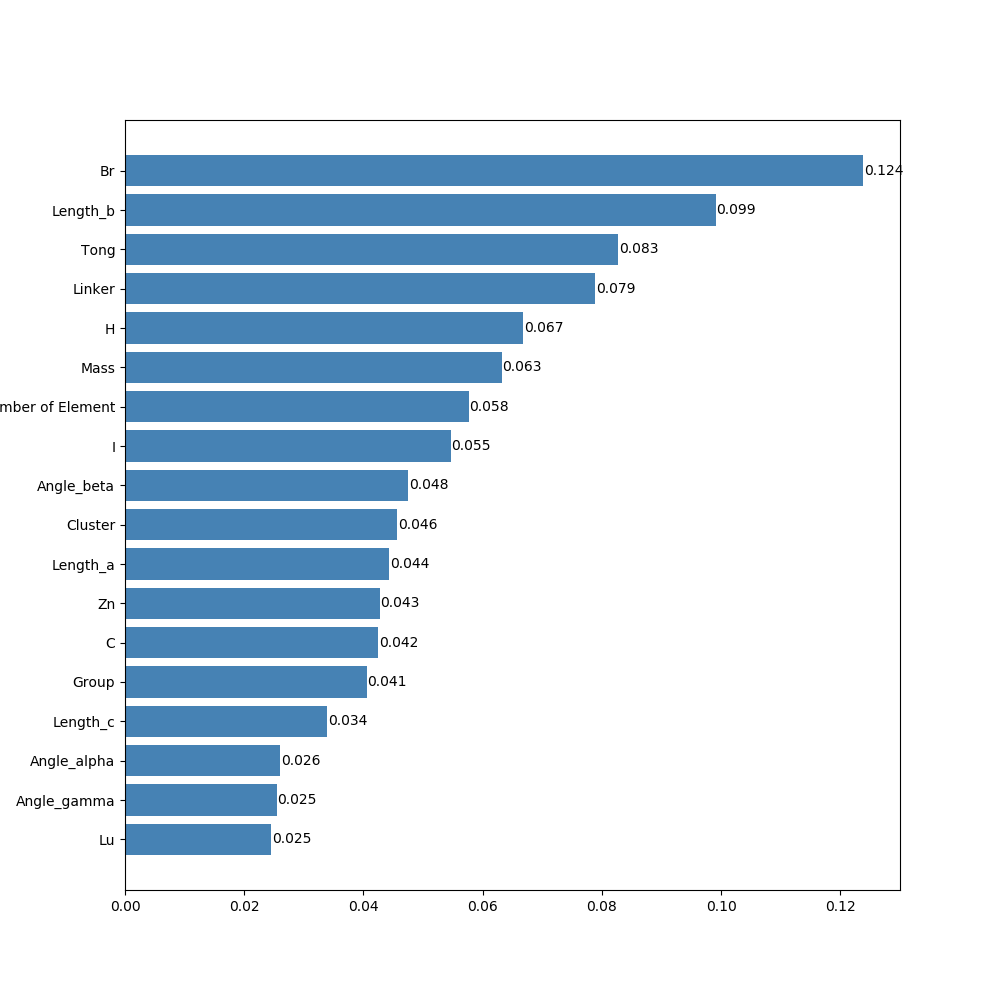 Br 0.124
Length_b 0.099
Tong 0.083
Linker 0.079
H 0.067
Mass 0.063
mber of Element 0.058
I 0.055
Angle_beta 0.048
Cluster 0.046
Length_a 0.044
Zn 0.043
C 0.042
Group 0.041
Length_c 0.034
Angle_alpha 0.026
Angle_gamma 0.025
Lu 0.025
0.00 0.02 0.04 0.06 0.08 0.10 0.12